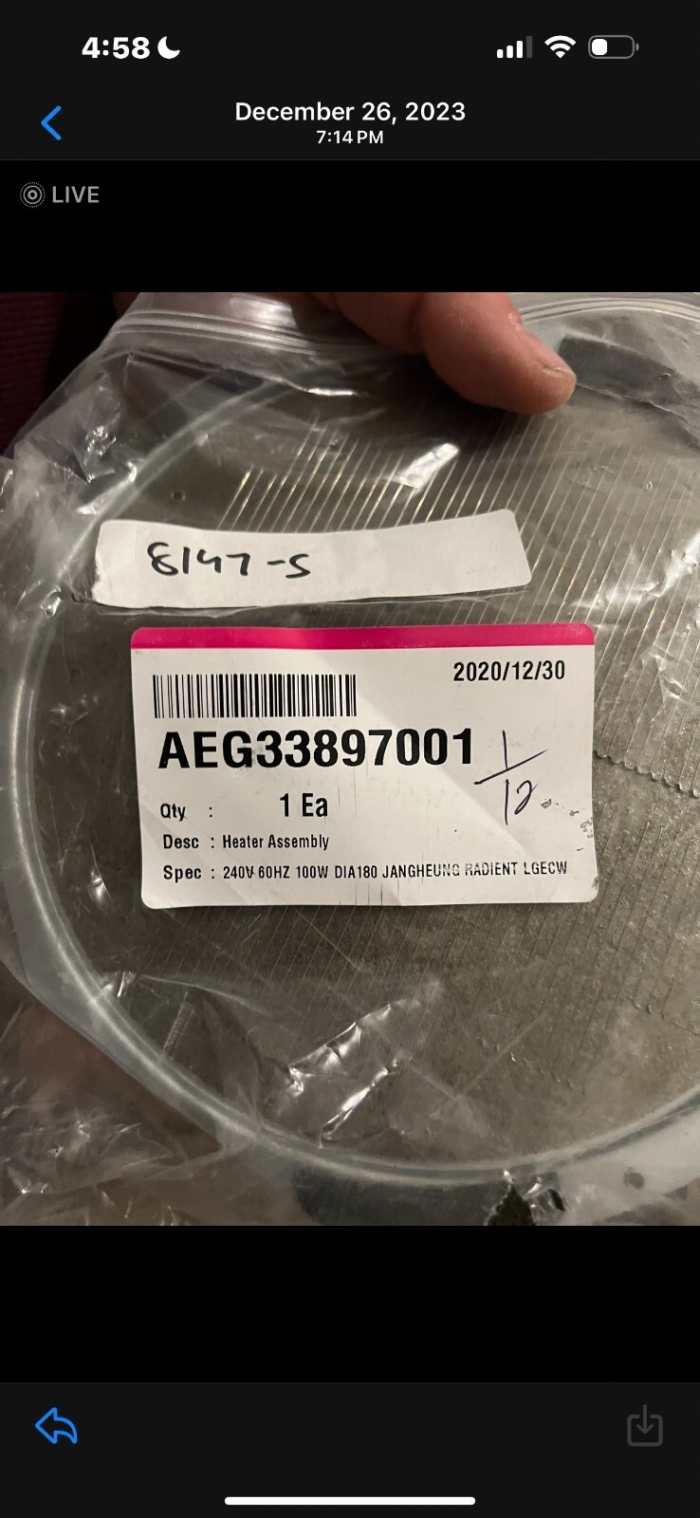 4:58
December 26, 2023
7:14 PM
LIVE
8147-S
2020/12/30
AEG33897001
1/12
Qty : 1 Ea
Desc : Heater Assembly
Spec : 240V 60HZ 100W DIA180 JANGHEUNG RADIENT LGECW